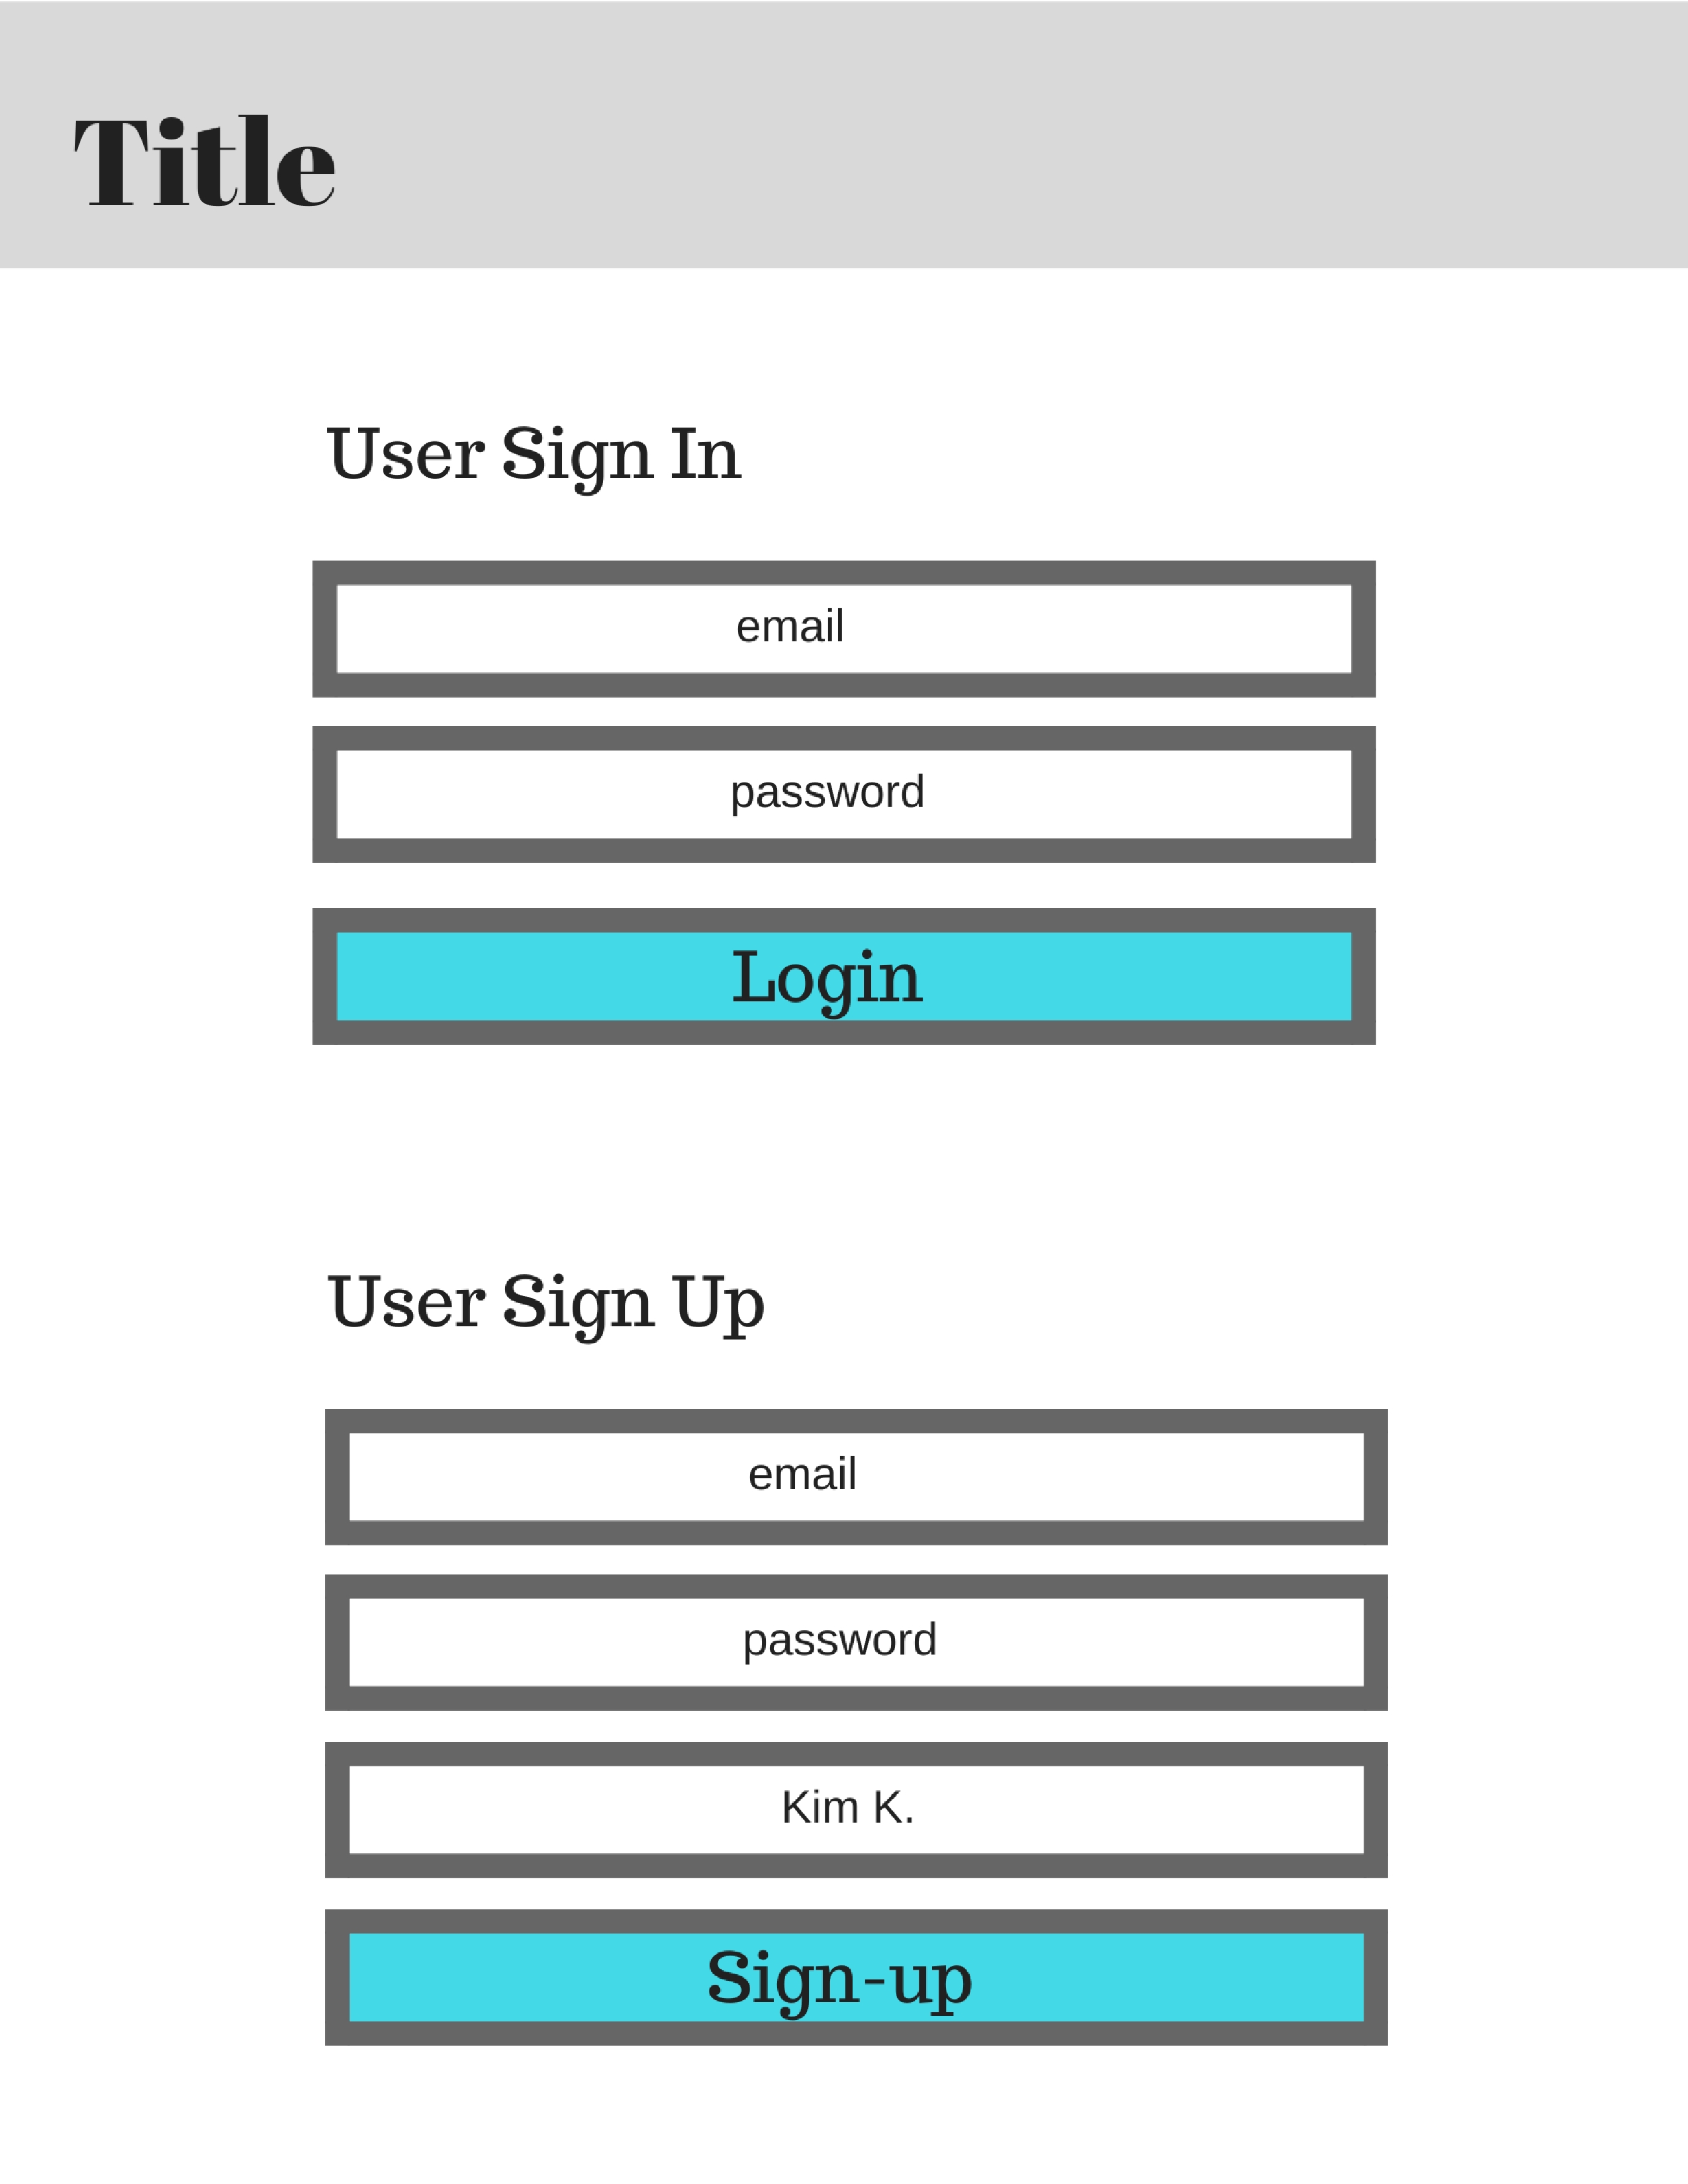 Title
User Sign In
email
password
Login
User Sign Up
email
password
Kim K.
Sign-up